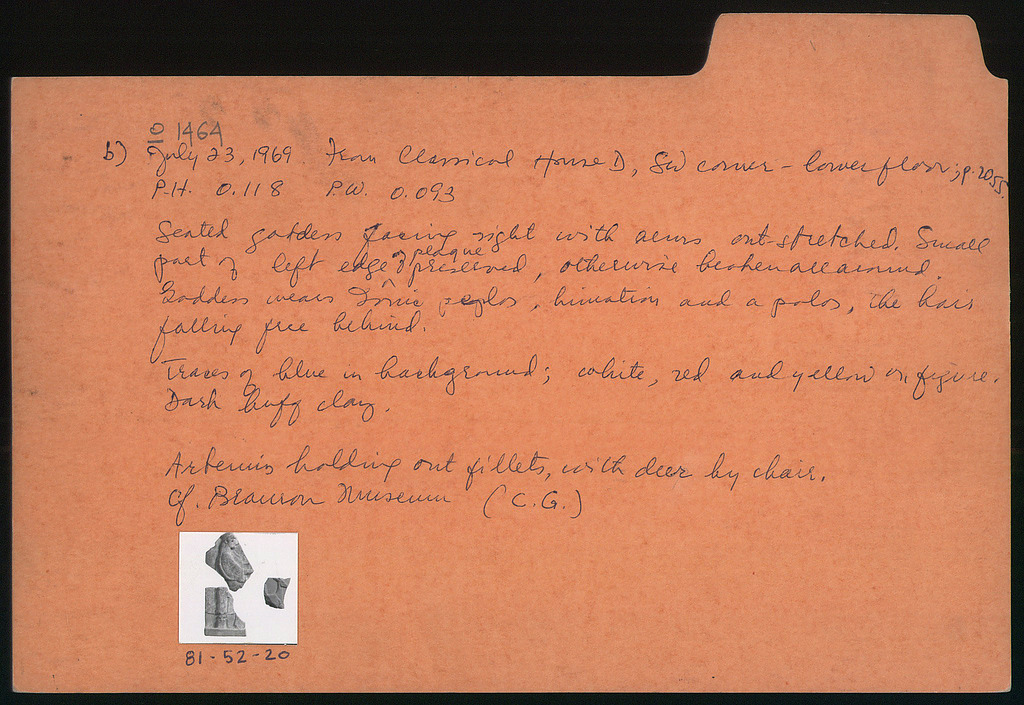 IO 1464
b) July 23, 1969. From Classical House D, SW corner - lower floor; p. 2055.
P.H. 0.118 P.W. 0.093
Seated goddess facing right with arms out-stretched. Small
part of left edge of plaque preserved, otherwise broken all around.
Goddess wears Ionic peplos, himation and a polos, the hair
falling free behind.
Traces of blue in background; white, red and yellow on figure.
Dark buff clay.
Artemis holding out fillets, with deer by chair.
Cf. Brauron Museum (C.G.)
81-52-20